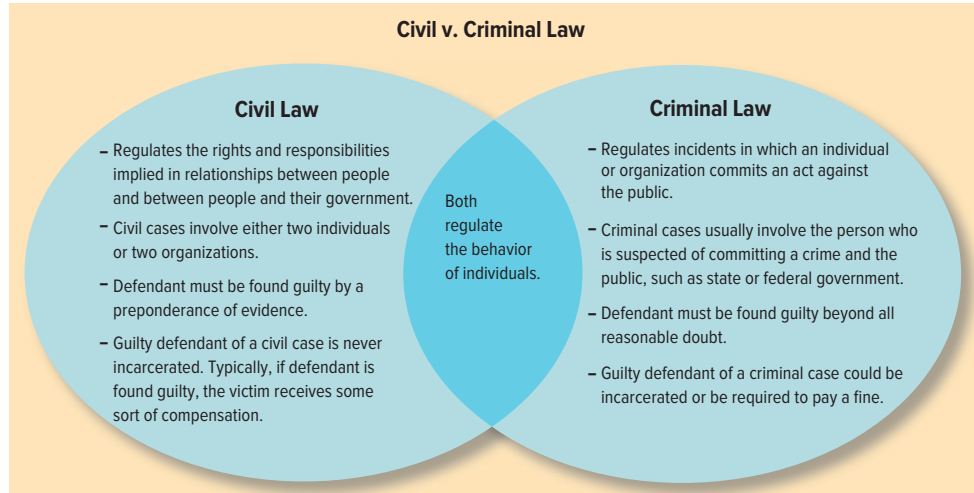 Civil v. Criminal Law
Civil Law
– Regulates the rights and responsibilities
implied in relationships between people
and between people and their government.
– Civil cases involve either two individuals
or two organizations.
– Defendant must be found guilty by a
preponderance of evidence.
– Guilty defendant of a civil case is never
incarcerated. Typically, if defendant is
found guilty, the victim receives some
sort of compensation.
Both
regulate
the behavior
of individuals.
Criminal Law
– Regulates incidents in which an individual
or organization commits an act against
the public.
– Criminal cases usually involve the person who
is suspected of committing a crime and the
public, such as state or federal government.
– Defendant must be found guilty beyond all
reasonable doubt.
– Guilty defendant of a criminal case could be
incarcerated or be required to pay a fine.